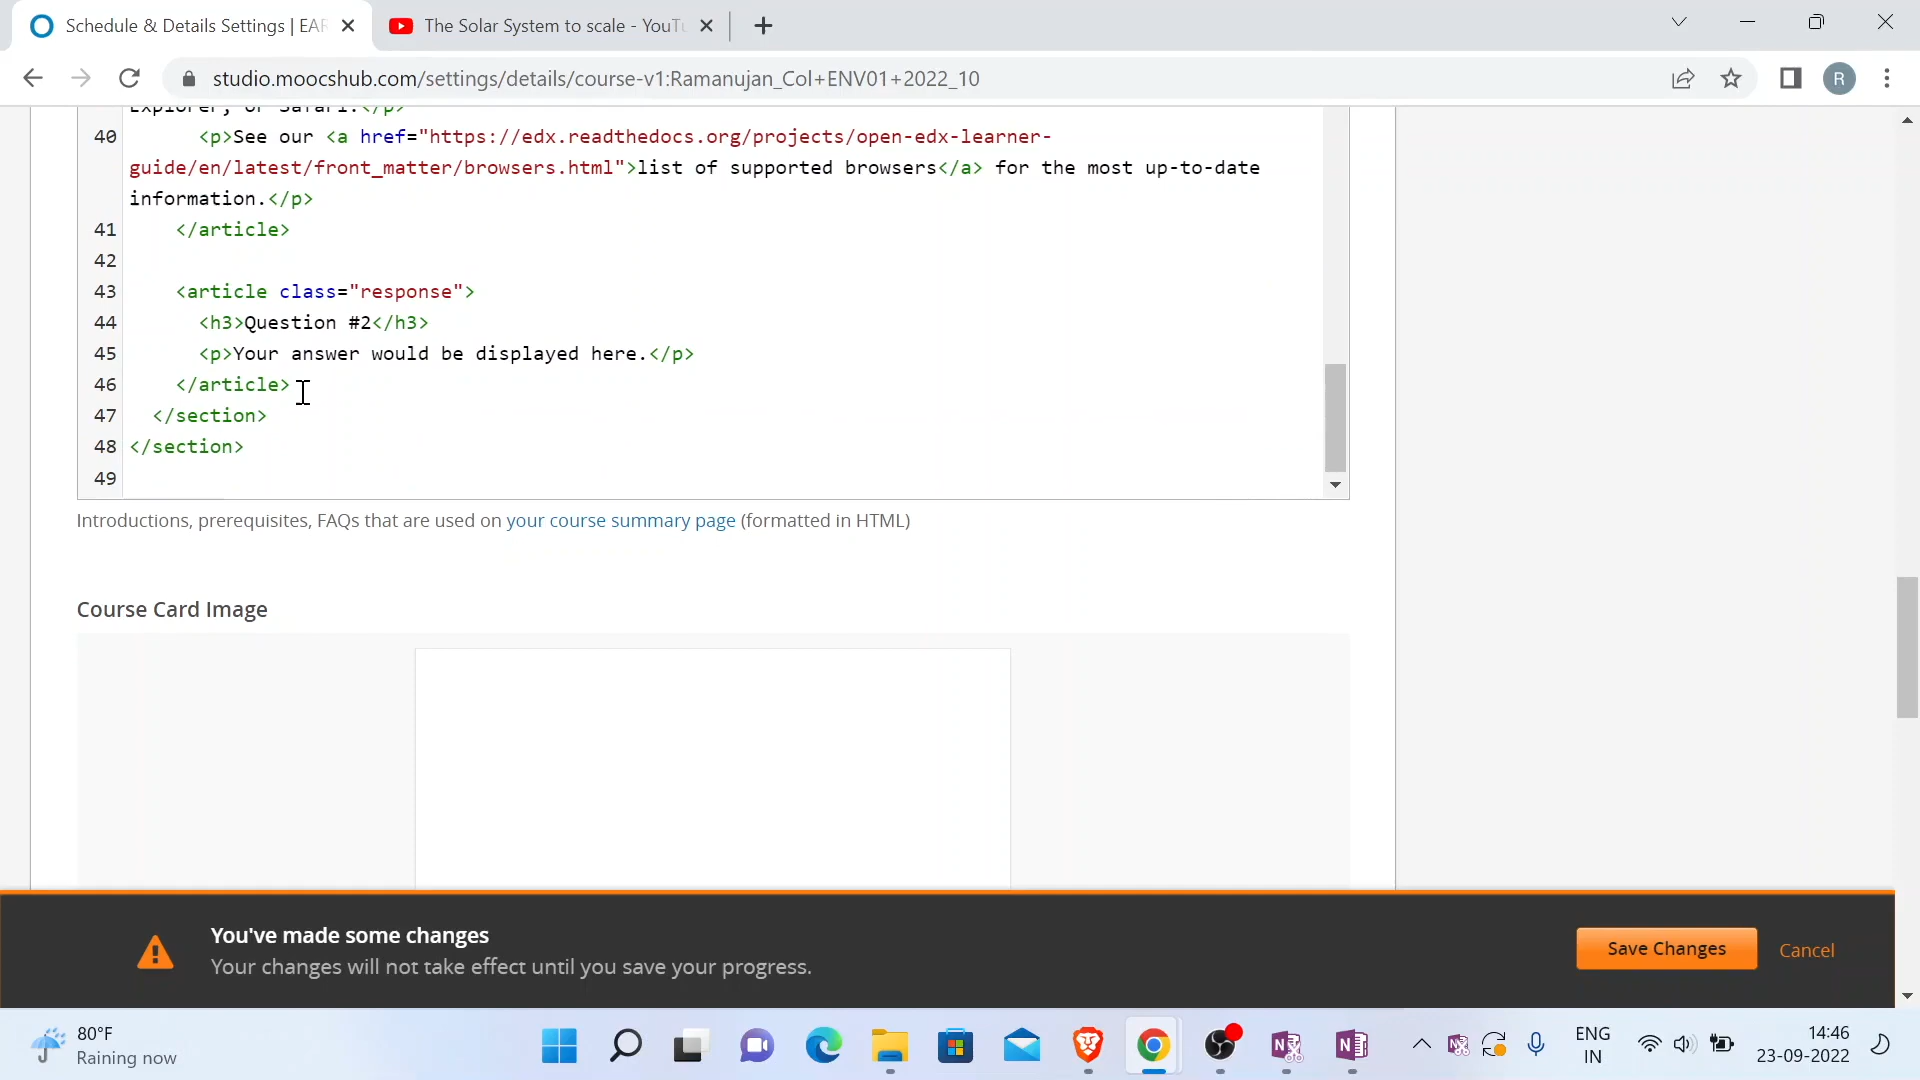 Schedule & Details Settings | EAR
The Solar System to scale - YouTu
studio.moocshub.com/settings/details/course-v1:Ramanujan_Col+ENV01+2022_10
R
Explorer, or Safari.</p>
40 <p>See our <a href="https://edx.readthedocs.org/projects/open-edx-learner-
guide/en/latest/front_matter/browsers.html">list of supported browsers</a> for the most up-to-date
information.</p>
41 </article>
42
43 <article class="response">
44 <h3>Question #2</h3>
45 <p>Your answer would be displayed here.</p>
46 </article>
47 </section>
48 </section>
49
Introductions, prerequisites, FAQs that are used on your course summary page (formatted in HTML)
Course Card Image
You've made some changes
Your changes will not take effect until you save your progress.
Save Changes
Cancel
80°F
Raining now
ENG
IN
14:46
23-09-2022